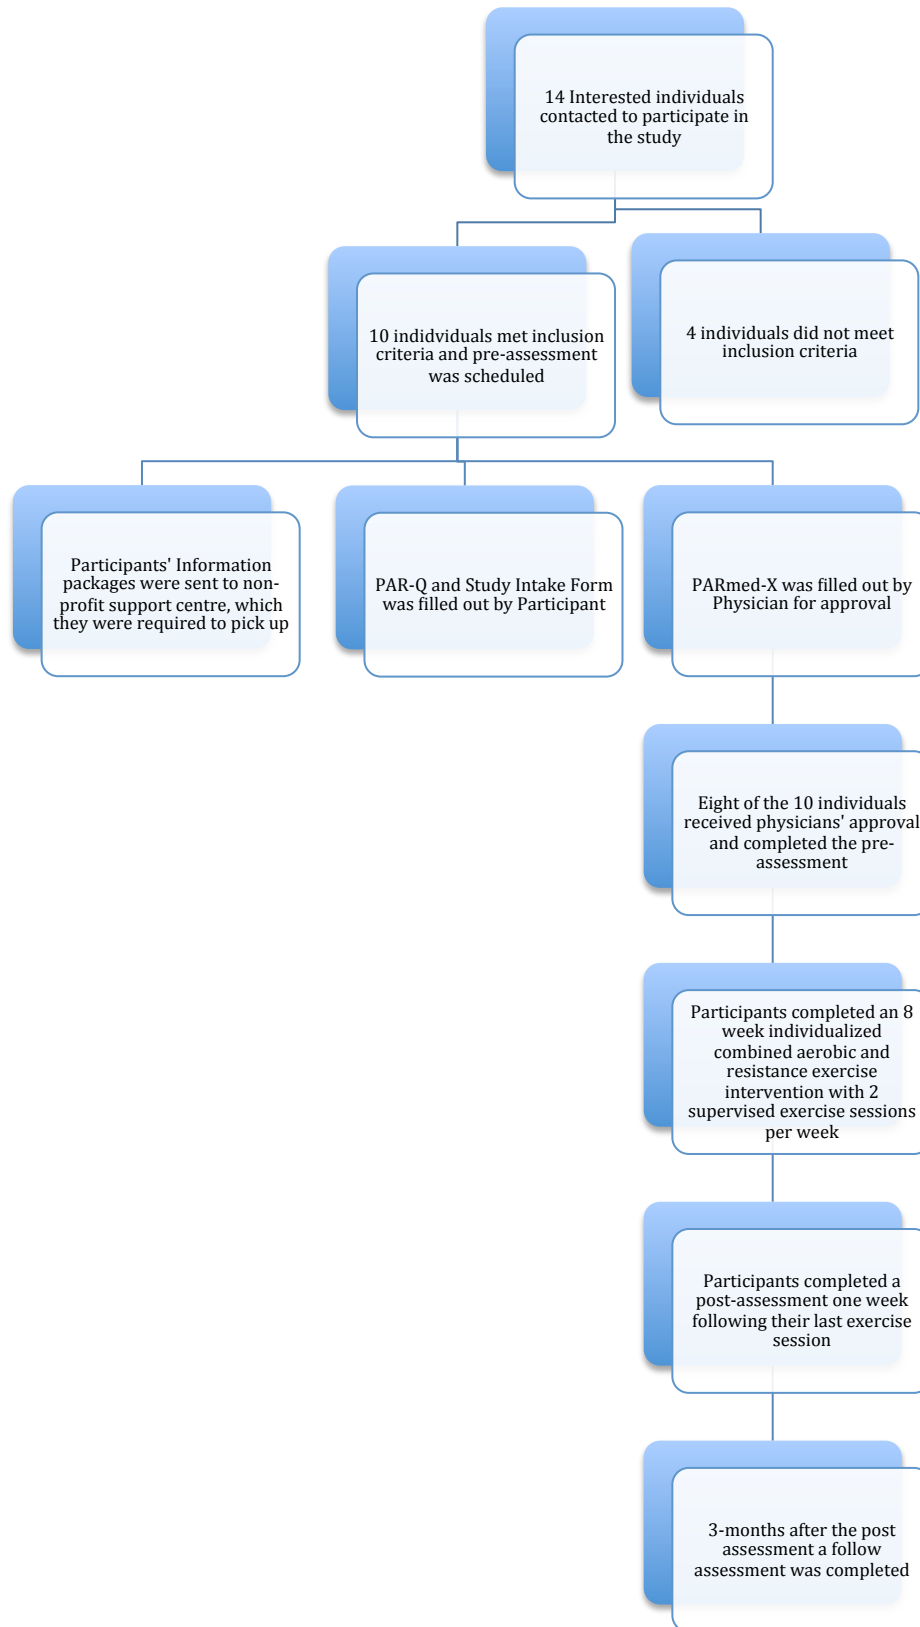 14 Interested individuals
contacted to participate in
the study
10 indidviduals met inclusion
criteria and pre-assessment
was scheduled
4 individuals did not meet
inclusion criteria
Participants' Information
packages were sent to non-
profit support centre, which
they were required to pick up
PAR-Q and Study Intake Form
was filled out by Participant
PARmed-X was filled out by
Physician for approval
Eight of the 10 individuals
received physicians' approval
and completed the pre-
assessment
Participants completed an 8
week individualized
combined aerobic and
resistance exercise
intervention with 2
supervised exercise sessions
per week
Participants completed a
post-assessment one week
following their last exercise
session
3-months after the post
assessment a follow
assessment was completed